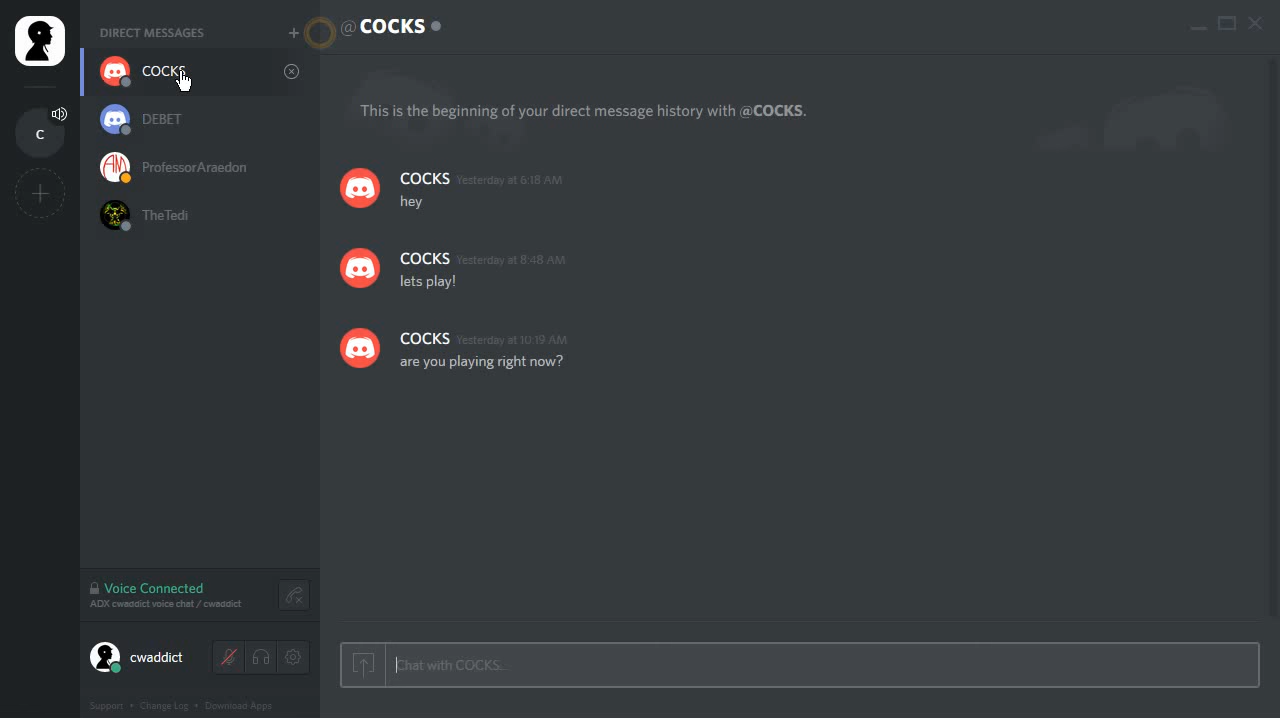 DIRECT MESSAGES
COCKS
DEBET
ProfessorAraedon
TheTedi
C
Voice Connected
ADX cwaddict voice chat / cwaddict
cwaddict
Support • Change Log • Download Apps
@COCKS
This is the beginning of your direct message history with @COCKS.
COCKS Yesterday at 6:18 AM
hey
COCKS Yesterday at 8:48 AM
lets play!
COCKS Yesterday at 10:19 AM
are you playing right now?
Chat with COCKS...